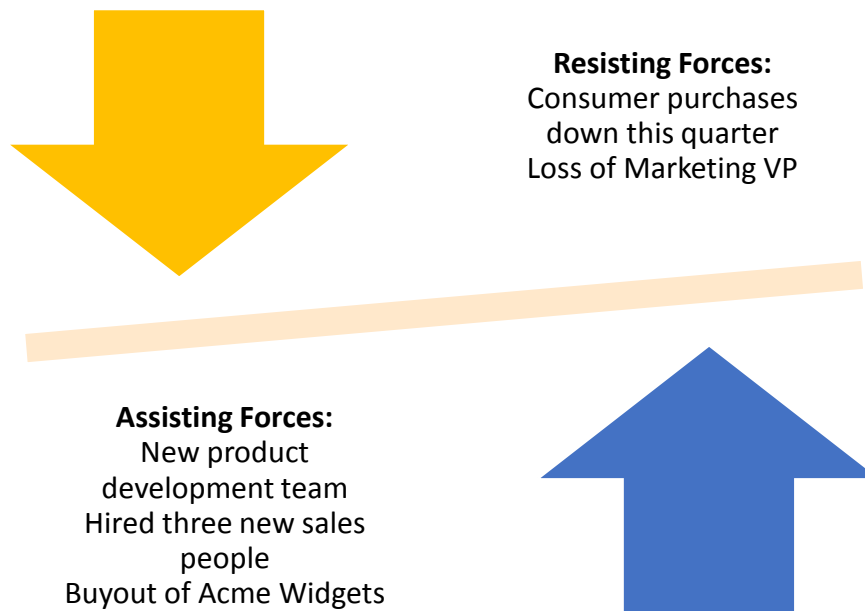 Resisting Forces:
Consumer purchases
down this quarter
Loss of Marketing VP
Assisting Forces:
New product
development team
Hired three new sales
people
Buyout of Acme Widgets